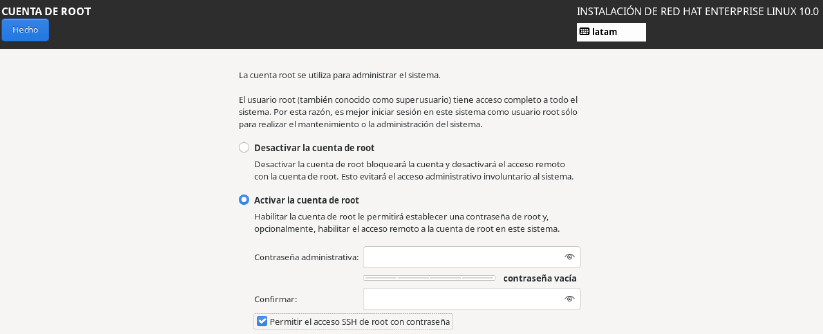 CUENTA DE ROOT
INSTALACIÓN DE RED HAT ENTERPRISE LINUX 10.0
Hecho
latam
La cuenta root se utiliza para administrar el sistema.
El usuario root (también conocido como superusuario) tiene acceso completo a todo el
sistema. Por esta razón, es mejor iniciar sesión en este sistema como usuario root sólo
para realizar el mantenimiento o la administración del sistema.
Desactivar la cuenta de root
Desactivar la cuenta de root bloqueará la cuenta y desactivará el acceso remoto
con la cuenta de root. Esto evitará el acceso administrativo involuntario al sistema.
Activar la cuenta de root
Habilitar la cuenta de root le permitirá establecer una contraseña de root y,
opcionalmente, habilitar el acceso remoto a la cuenta de root en este sistema.
Contraseña administrativa:
contraseña vacía
Confirmar:
Permitir el acceso SSH de root con contraseña